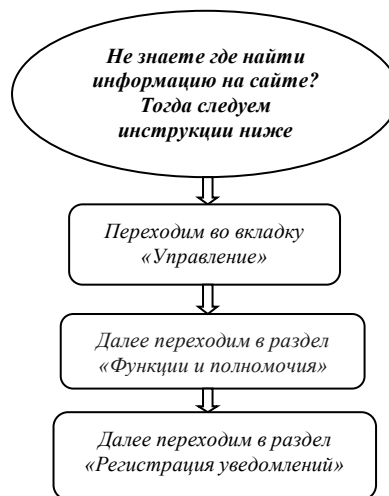 Не знаете где найти
информацию на сайте?
Тогда следуем
инструкции ниже
Переходим во вкладку
«Управление»
Далее переходим в раздел
«Функции и полномочия»
Далее переходим в раздел
«Регистрация уведомлений»